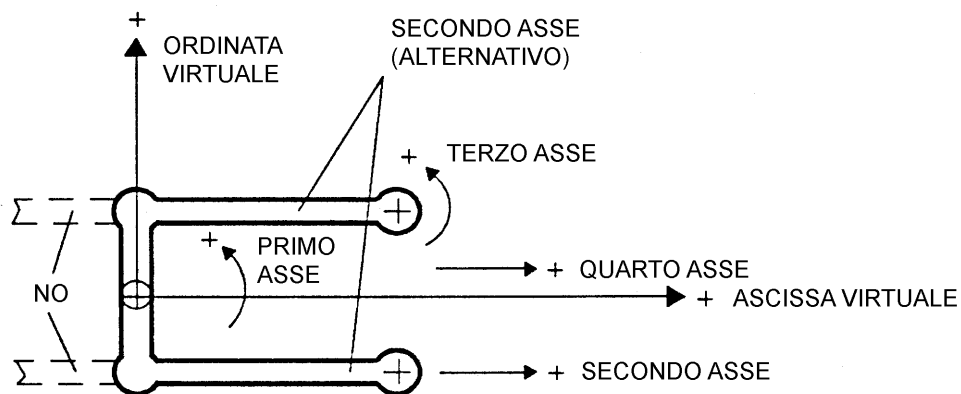 +
ORDINATA
VIRTUALE
SECONDO ASSE
(ALTERNATIVO)
+ TERZO ASSE
+ PRIMO
ASSE
+ QUARTO ASSE
NO
+ ASCISSA VIRTUALE
+ SECONDO ASSE